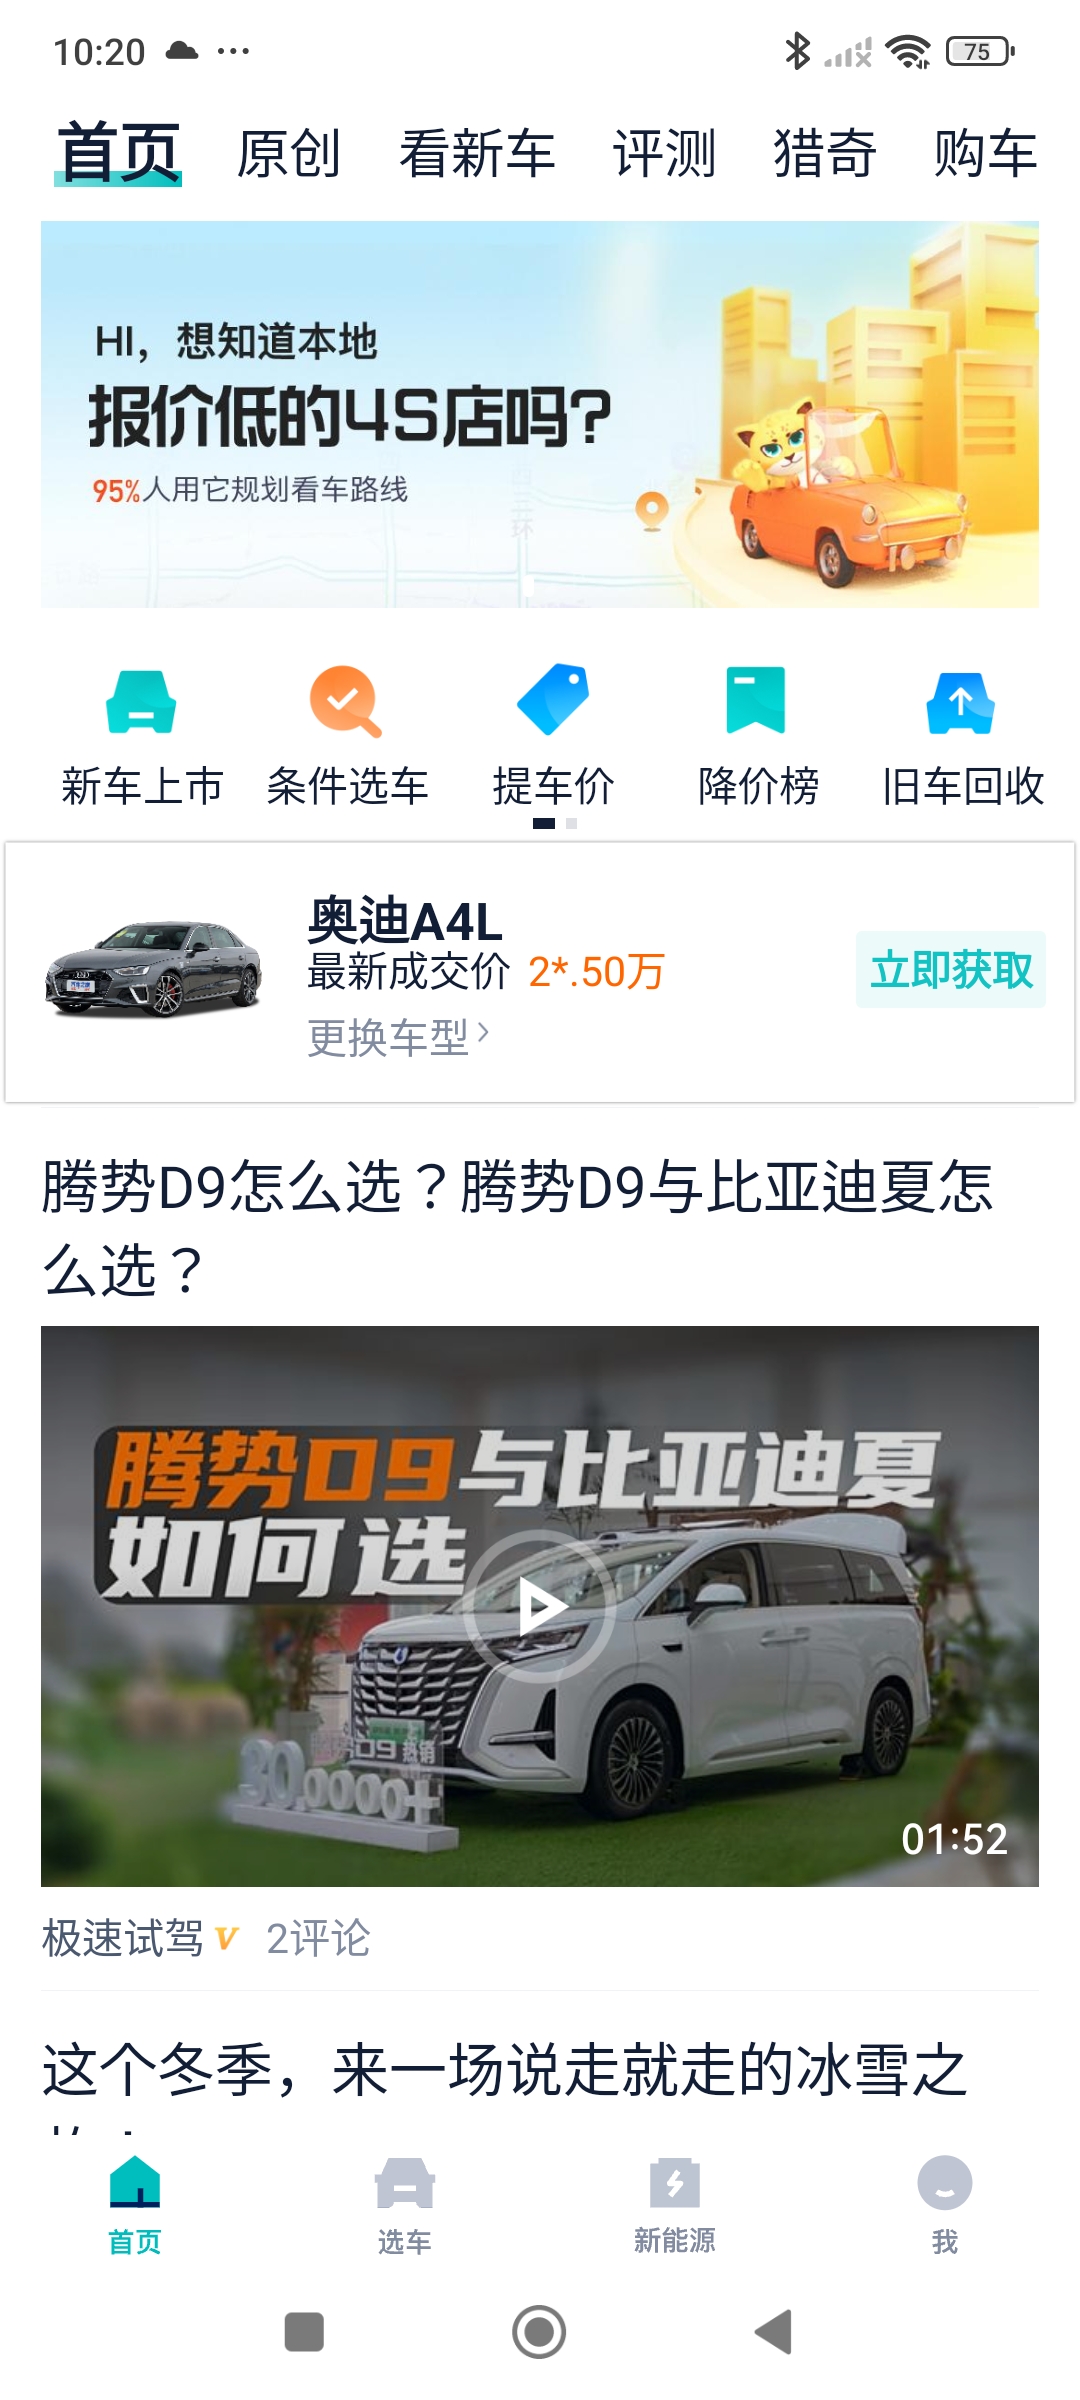 10:20
75
首页 原创 看新车 评测 猎奇 购车
HI，想知道本地
报价低的4S店吗?
95%人用它规划看车路线
新车上市 条件选车 提车价 降价榜 旧车回收
奥迪A4L
最新成交价 2*.50万
立即获取
更换车型
腾势D9怎么选？腾势D9与比亚迪夏怎
么选？
腾势D9与比亚迪夏
如何选
腾势D9 热销
30,0000+
01:52
极速试驾 V 2评论
这个冬季，来一场说走就走的冰雪之
首页 选车 新能源 我